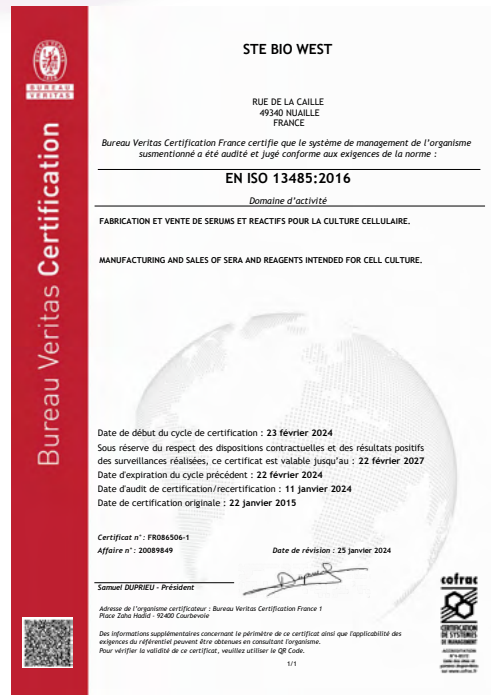 BUREAU
VERITAS
Bureau Veritas Certification
STE BIO WEST
RUE DE LA CAILLE
49340 NUAILLE
FRANCE
Bureau Veritas Certification France certifie que le système de management de l'organisme
susmentionné a été audité et jugé conforme aux exigences de la norme :
EN ISO 13485:2016
Domaine d'activité
FABRICATION ET VENTE DE SERUMS ET REACTIFS POUR LA CULTURE CELLULAIRE.
MANUFACTURING AND SALES OF SERA AND REAGENTS INTENDED FOR CELL CULTURE.
Date de début du cycle de certification : 23 février 2024
Sous réserve du respect des dispositions contractuelles et des résultats positifs
des surveillances réalisées, ce certificat est valable jusqu'au : 22 février 2027
Date d'expiration du cycle précédent : 22 février 2024
Date d'audit de certification/recertification : 11 janvier 2024
Date de certification originale : 22 janvier 2015
Certificat n° : FR086506-1
Affaire n° : 20089849 Date de révision : 25 janvier 2024
Samuel DUPRIEU - Président
Adresse de l'organisme certificateur : Bureau Veritas Certification France 1
Place Zaha Hadid - 92400 Courbevoie
Des informations supplémentaires concernant le périmètre de ce certificat ainsi que l'applicabilité des
exigences du référentiel peuvent être obtenues en consultant l'organisme.
Pour vérifier la validité de ce certificat, veuillez utiliser le QR Code.
1/1
cofrac
CERTIFICATION
DE SYSTEMES
DE MANAGEMENT